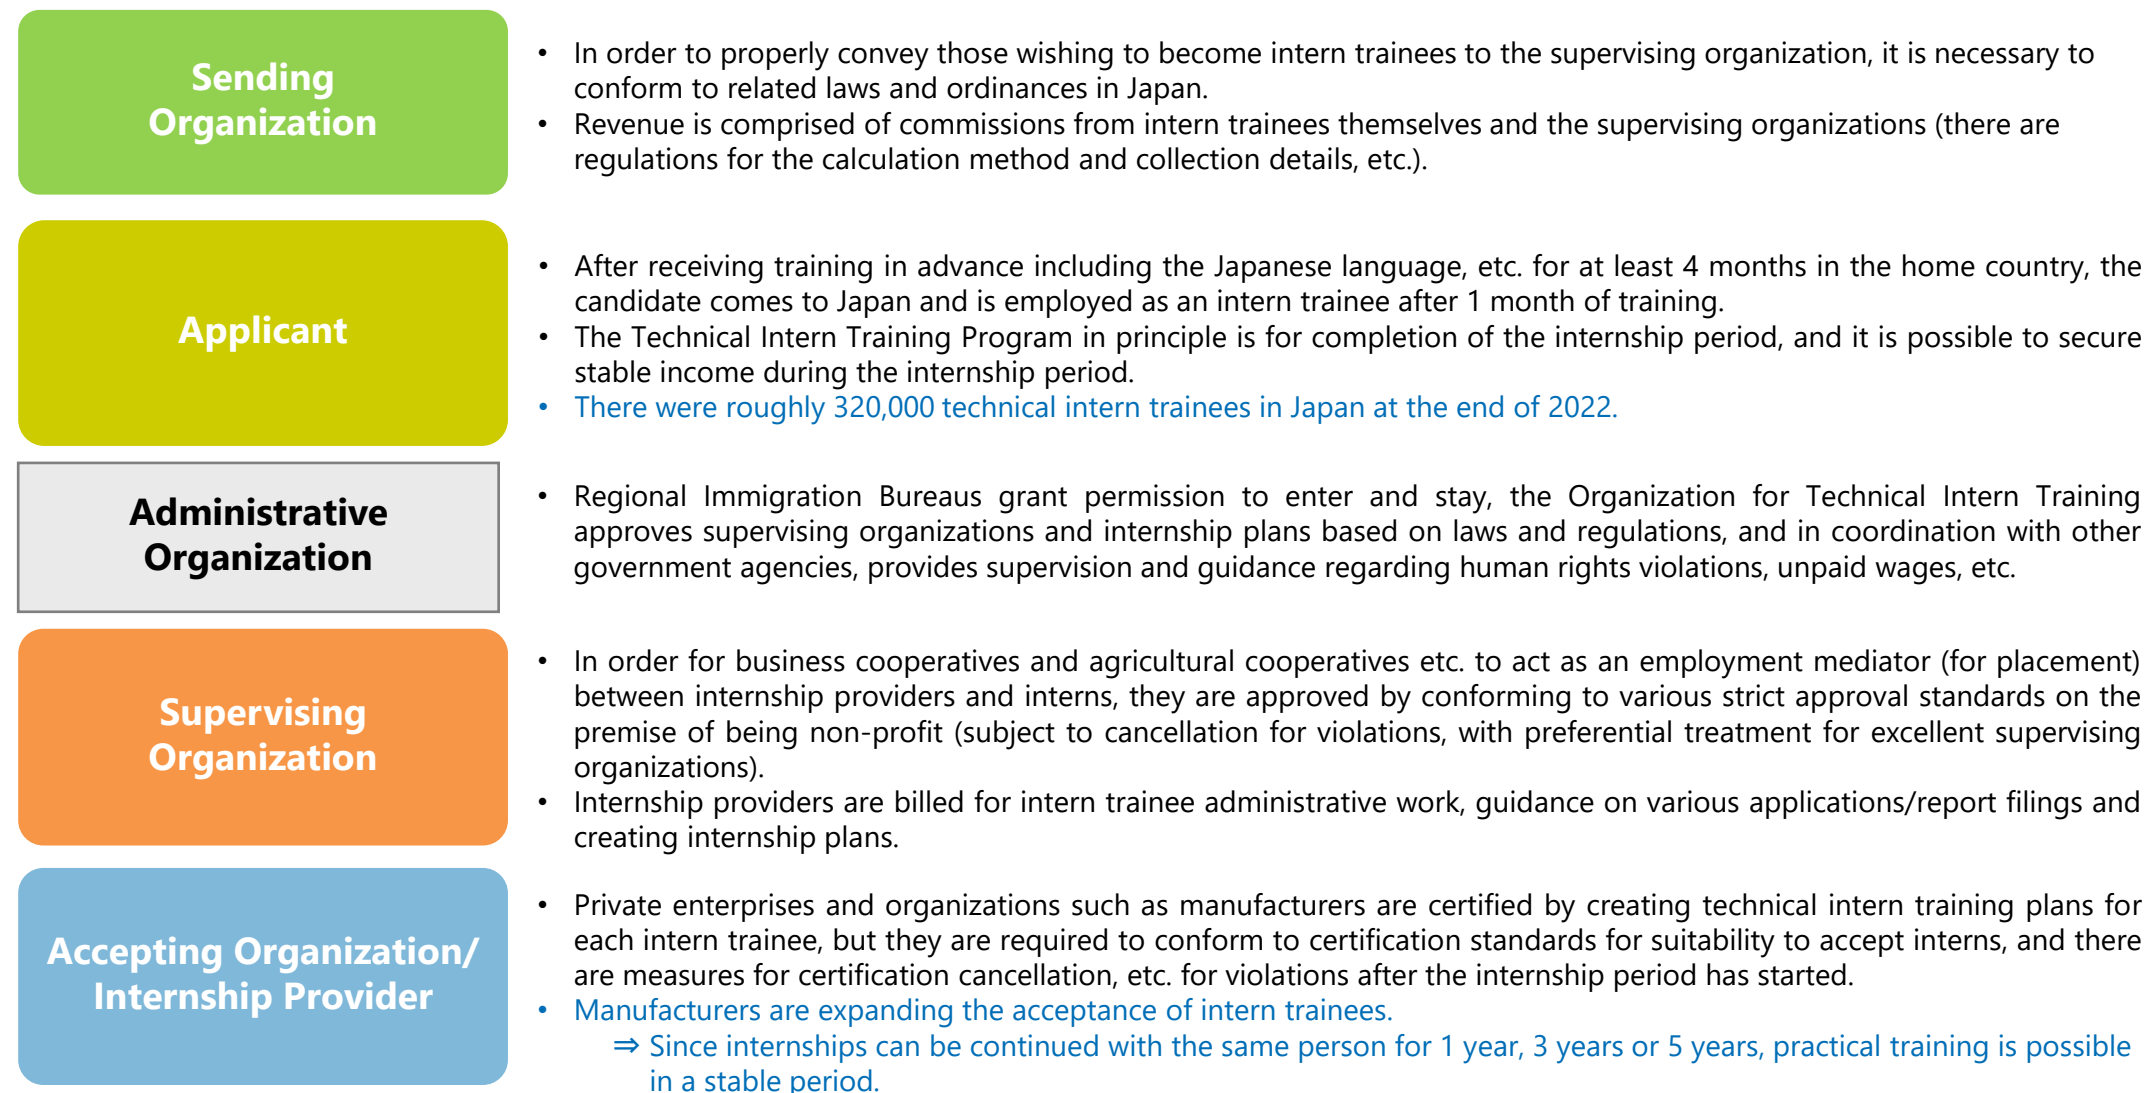 Sending
Organization
• In order to properly convey those wishing to become intern trainees to the supervising organization, it is necessary to
conform to related laws and ordinances in Japan.
• Revenue is comprised of commissions from intern trainees themselves and the supervising organizations (there are
regulations for the calculation method and collection details, etc.).
Applicant
• After receiving training in advance including the Japanese language, etc. for at least 4 months in the home country, the
candidate comes to Japan and is employed as an intern trainee after 1 month of training.
• The Technical Intern Training Program in principle is for completion of the internship period, and it is possible to secure
stable income during the internship period.
• There were roughly 320,000 technical intern trainees in Japan at the end of 2022.
Administrative
Organization
• Regional Immigration Bureaus grant permission to enter and stay, the Organization for Technical Intern Training
approves supervising organizations and internship plans based on laws and regulations, and in coordination with other
government agencies, provides supervision and guidance regarding human rights violations, unpaid wages, etc.
Supervising
Organization
• In order for business cooperatives and agricultural cooperatives etc. to act as an employment mediator (for placement)
between internship providers and interns, they are approved by conforming to various strict approval standards on the
premise of being non-profit (subject to cancellation for violations, with preferential treatment for excellent supervising
organizations).
• Internship providers are billed for intern trainee administrative work, guidance on various applications/report filings and
creating internship plans.
Accepting Organization/
Internship Provider
• Private enterprises and organizations such as manufacturers are certified by creating technical intern training plans for
each intern trainee, but they are required to conform to certification standards for suitability to accept interns, and there
are measures for certification cancellation, etc. for violations after the internship period has started.
• Manufacturers are expanding the acceptance of intern trainees.
⇒ Since internships can be continued with the same person for 1 year, 3 years or 5 years, practical training is possible
in a stable period.